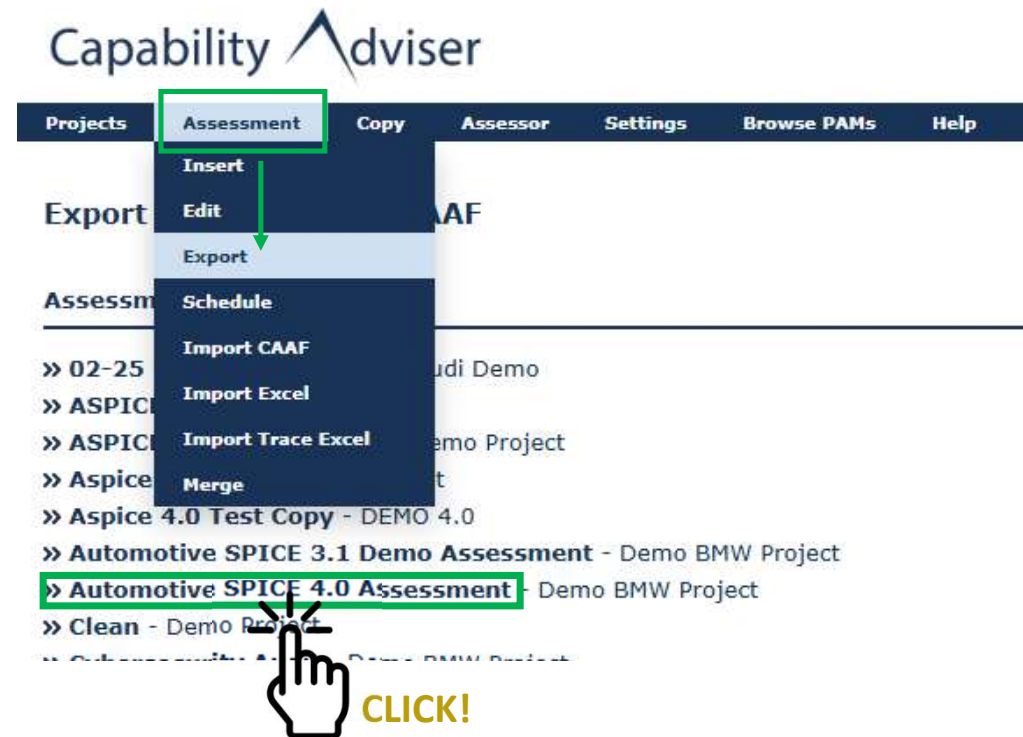 Capability Adviser
Projects Assessment Copy Assessor Settings Browse PAMs Help
Insert
Export Edit AAF
Export
Assessm Schedule
Import CAAF
» 02-25 udi Demo
Import Excel
» ASPICE
Import Trace Excel
» ASPICE emo Project
» Aspice Merge t
» Aspice 4.0 Test Copy - DEMO 4.0
» Automotive SPICE 3.1 Demo Assessment - Demo BMW Project
» Automotive SPICE 4.0 Assessment - Demo BMW Project
» Clean - Demo Project
CLICK!